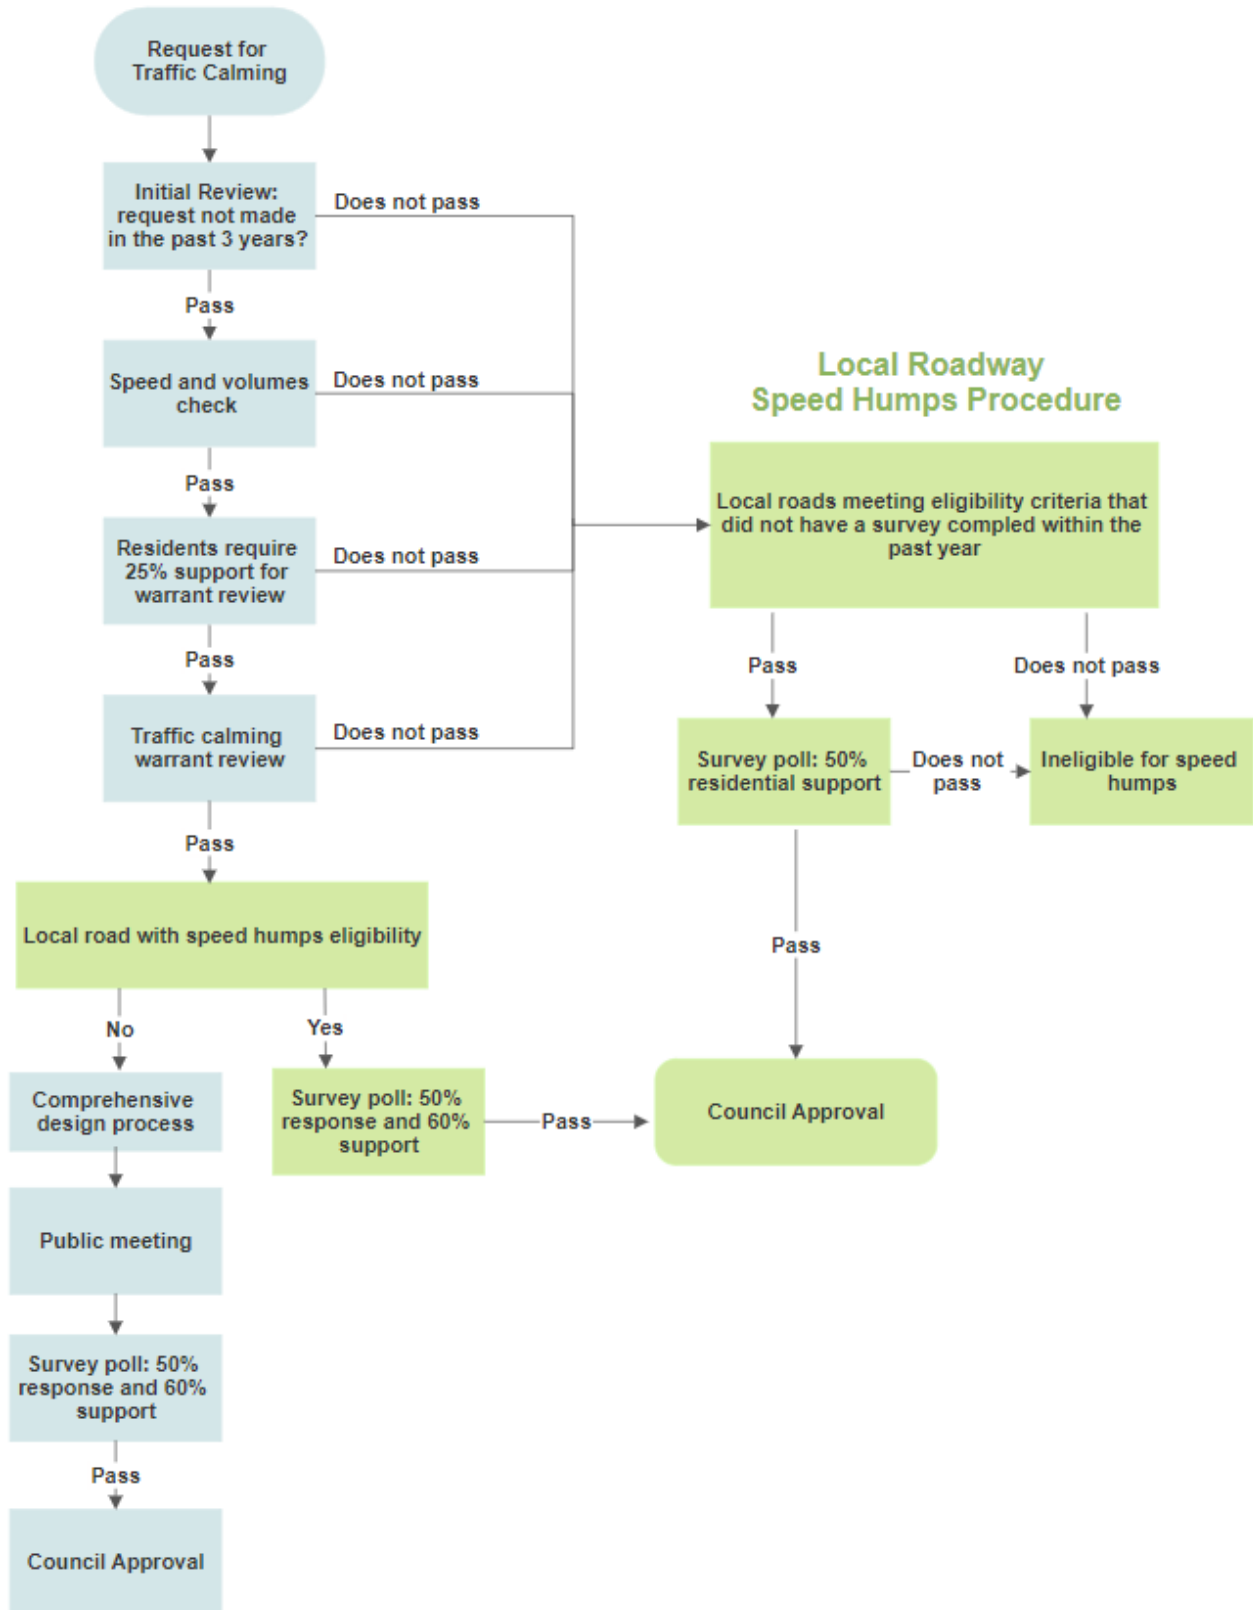 Request for
Traffic Calming
Initial Review:
request not made
in the past 3 years?
Does not pass
Pass
Speed and volumes
check
Does not pass
Pass
Residents require
25% support for
warrant review
Does not pass
Pass
Traffic calming
warrant review
Does not pass
Pass
Local road with speed humps eligibility
No
Yes
Comprehensive
design process
Public meeting
Survey poll: 50%
response and 60%
support
Pass
Council Approval
Survey poll: 50%
response and 60%
support
Pass
Local Roadway
Speed Humps Procedure
Local roads meeting eligibility criteria that
did not have a survey compled within the
past year
Pass
Does not pass
Survey poll: 50%
residential support
Does not
pass
Ineligible for speed
humps
Pass
Council Approval